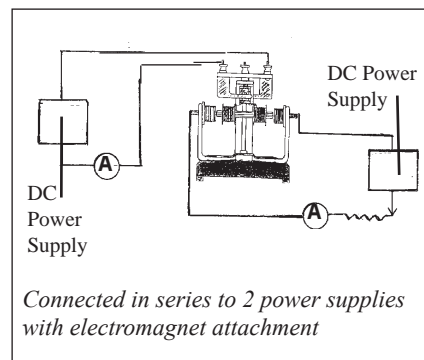 DC Power
Supply
A
DC
Power
Supply
A
Connected in series to 2 power supplies
with electromagnet attachment